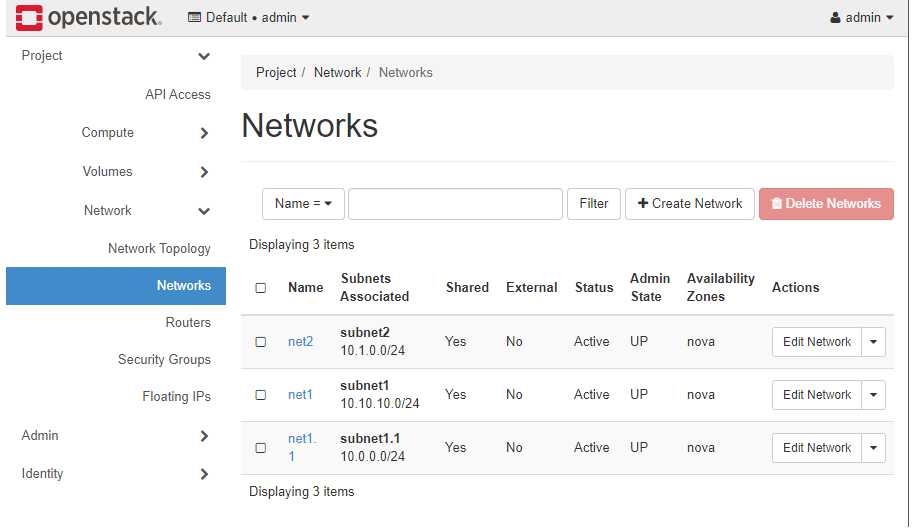 openstack. Default • admin admin
Project
API Access
Compute
Volumes
Network
Network Topology
Networks
Routers
Security Groups
Floating IPs
Admin
Identity
Project / Network / Networks
Networks
Name = Filter + Create Network Delete Networks
Displaying 3 items
Name Subnets Associated Shared External Status Admin State Availability Zones Actions
net2 subnet2 10.1.0.0/24 Yes No Active UP nova Edit Network
net1 subnet1 10.10.10.0/24 Yes No Active UP nova Edit Network
net1.1 subnet1.1 10.0.0.0/24 Yes No Active UP nova Edit Network
Displaying 3 items